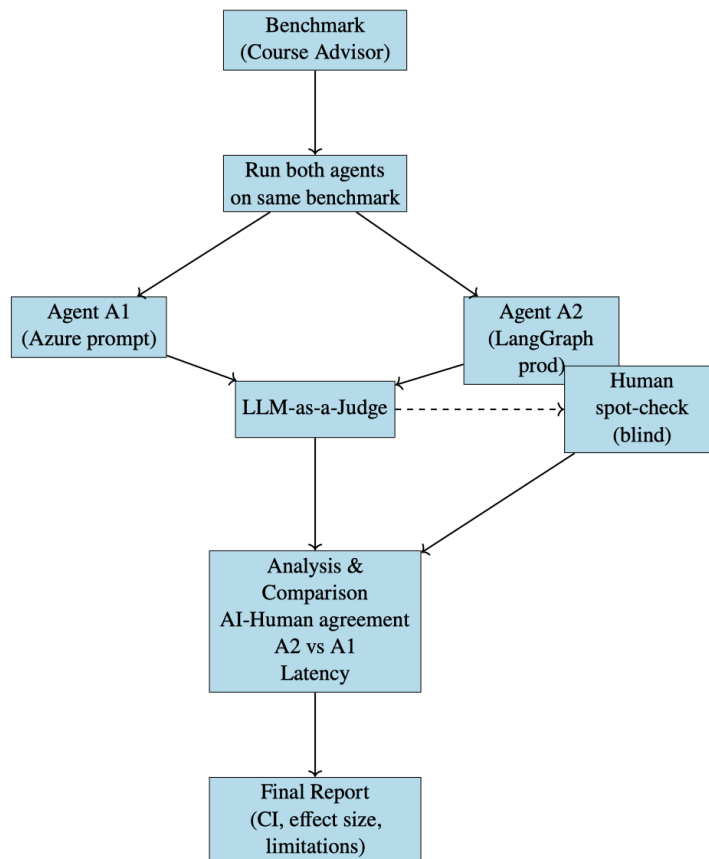 Benchmark
(Course Advisor)
Run both agents
on same benchmark
Agent A1
(Azure prompt)
Agent A2
(LangGraph
prod)
LLM-as-a-Judge
Human
spot-check
(blind)
Analysis &
Comparison
AI-Human agreement
A2 vs A1
Latency
Final Report
(CI, effect size,
limitations)